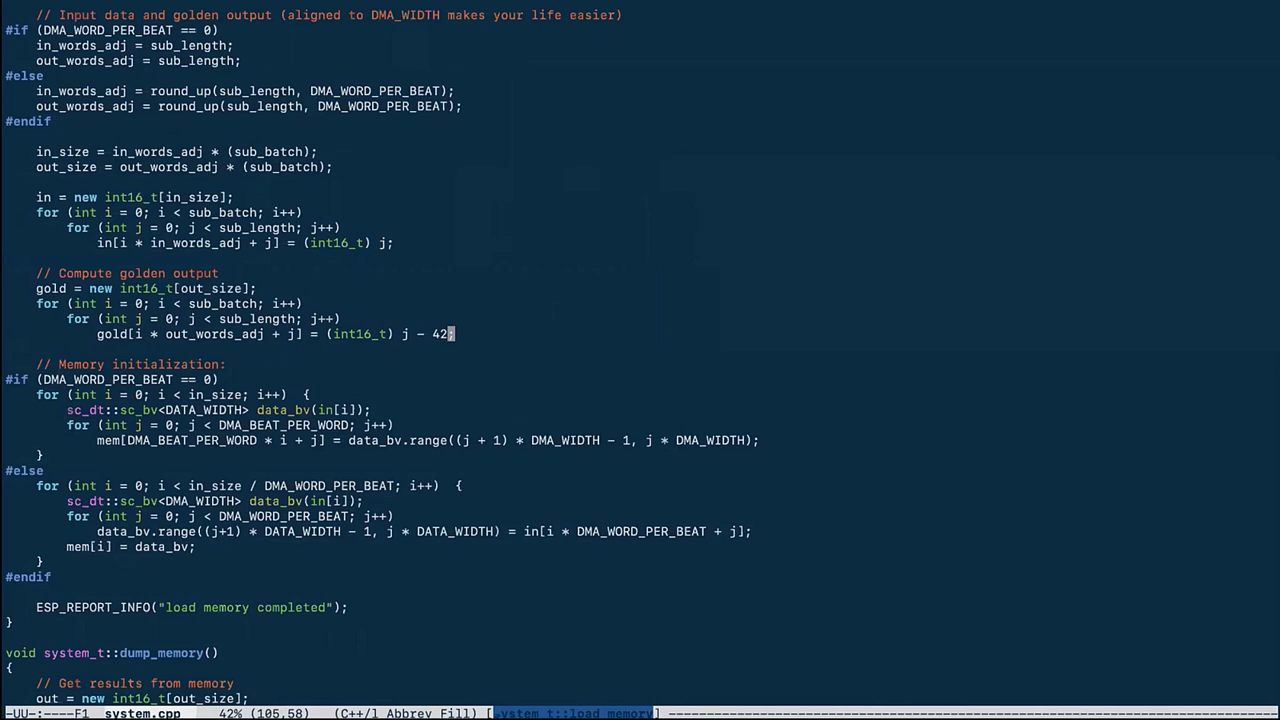 // Input data and golden output (aligned to DMA_WIDTH makes your life easier)
#if (DMA_WORD_PER_BEAT == 0)
    in_words_adj = sub_length;
    out_words_adj = sub_length;
#else
    in_words_adj = round_up(sub_length, DMA_WORD_PER_BEAT);
    out_words_adj = round_up(sub_length, DMA_WORD_PER_BEAT);
#endif
    in_size = in_words_adj * (sub_batch);
    out_size = out_words_adj * (sub_batch);
    in = new int16_t[in_size];
    for (int i = 0; i < sub_batch; i++)
        for (int j = 0; j < sub_length; j++)
            in[i * in_words_adj + j] = (int16_t) j;
    // Compute golden output
    gold = new int16_t[out_size];
    for (int i = 0; i < sub_batch; i++)
        for (int j = 0; j < sub_length; j++)
            gold[i * out_words_adj + j] = (int16_t) j - 42;
    // Memory initialization:
#if (DMA_WORD_PER_BEAT == 0)
    for (int i = 0; i < in_size; i++)  {
        sc_dt::sc_bv<DATA_WIDTH> data_bv(in[i]);
        for (int j = 0; j < DMA_BEAT_PER_WORD; j++)
            mem[DMA_BEAT_PER_WORD * i + j] = data_bv.range((j + 1) * DMA_WIDTH - 1, j * DMA_WIDTH);
    }
#else
    for (int i = 0; i < in_size / DMA_WORD_PER_BEAT; i++)  {
        sc_dt::sc_bv<DMA_WIDTH> data_bv(in[i]);
        for (int j = 0; j < DMA_WORD_PER_BEAT; j++)
            data_bv.range((j+1) * DATA_WIDTH - 1, j * DATA_WIDTH) = in[i * DMA_WORD_PER_BEAT + j];
        mem[i] = data_bv;
    }
#endif
    ESP_REPORT_INFO("load memory completed");
}
void system_t::dump_memory()
{
    // Get results from memory
    out = new int16_t[out_size];
-UU-:----F1  system.cpp     42% (105,58)   (C++/l Abbrev Fill) [system_t::load_memory]